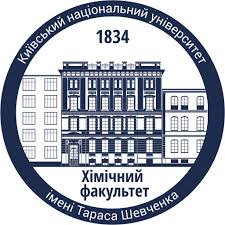 Київський національний університет
1834
Хімічний
факультет
імені Тараса Шевченка